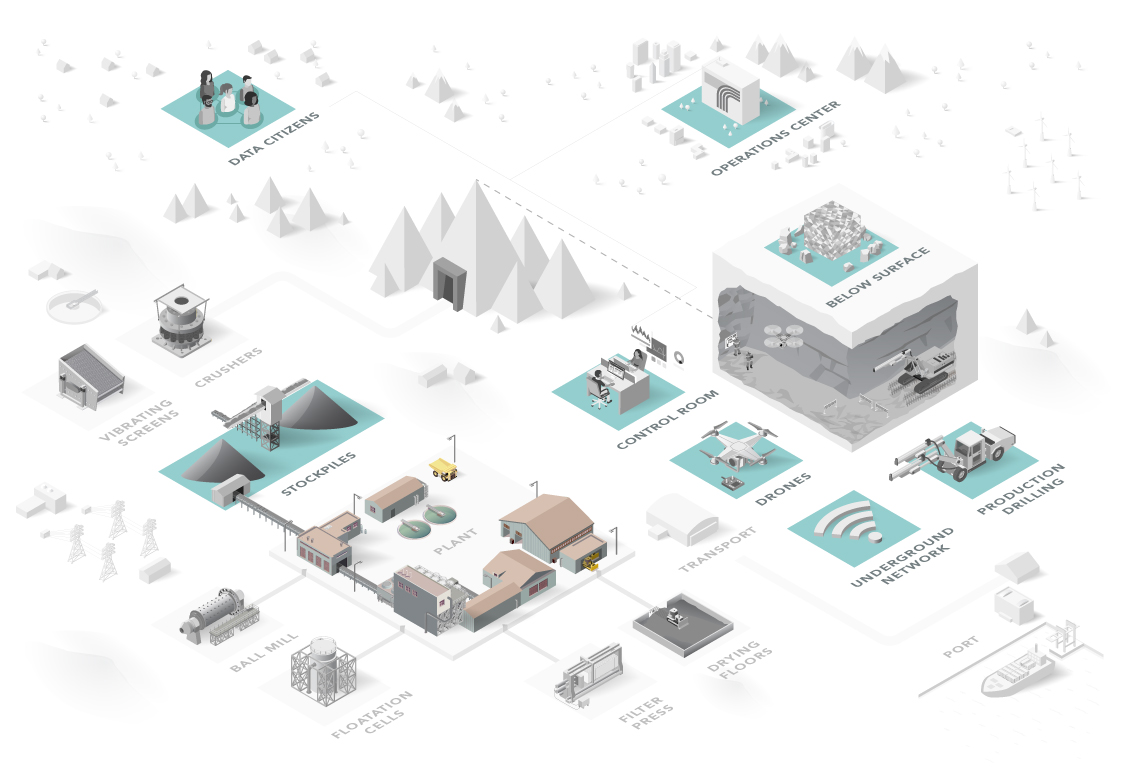 DATA CITIZENS
OPERATIONS CENTER
BELOW SURFACE
CRUSHERS
VIBRATING
SCREENS
CONTROL ROOM
STOCKPILES
DRONES
PRODUCTION
DRILLING
PLANT
TRANSPORT
UNDERGROUND
NETWORK
BALL MILL
DRYING
FLOORS
PORT
FLOATATION
CELLS
FILTER
PRESS